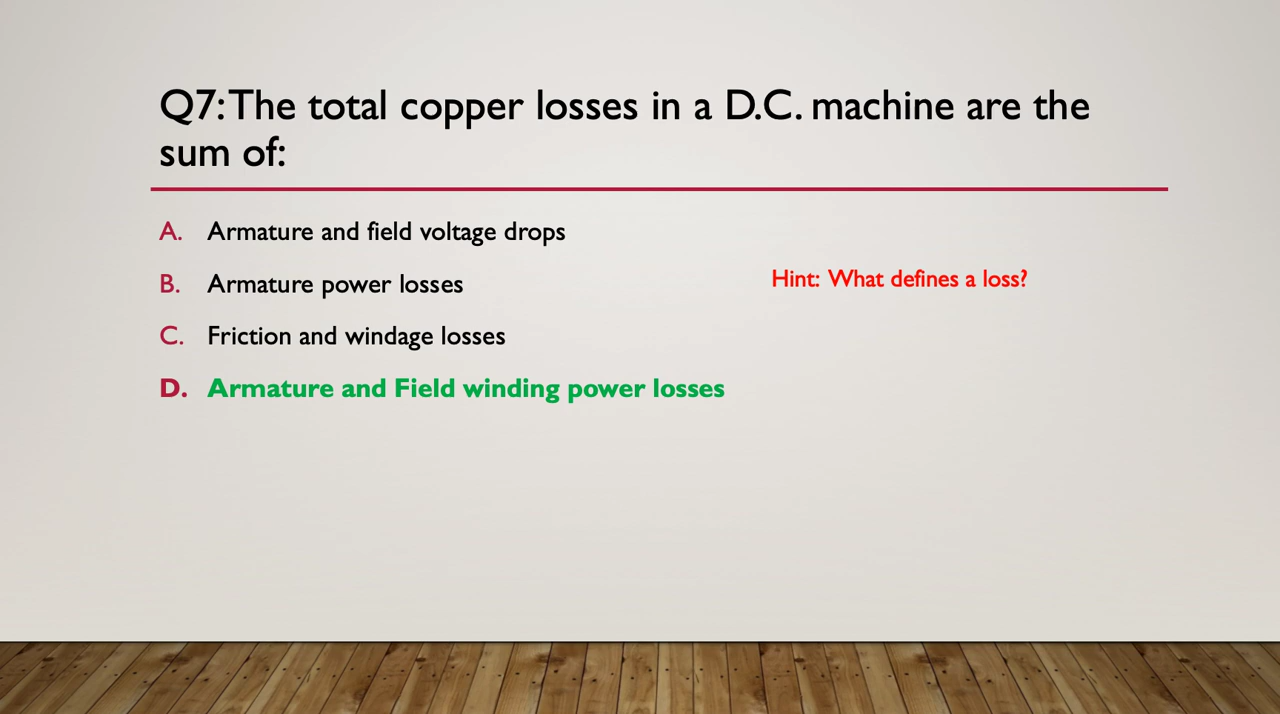 Q7: The total copper losses in a D.C. machine are the
sum of:
A. Armature and field voltage drops
B. Armature power losses
Hint: What defines a loss?
C. Friction and windage losses
D. Armature and Field winding power losses